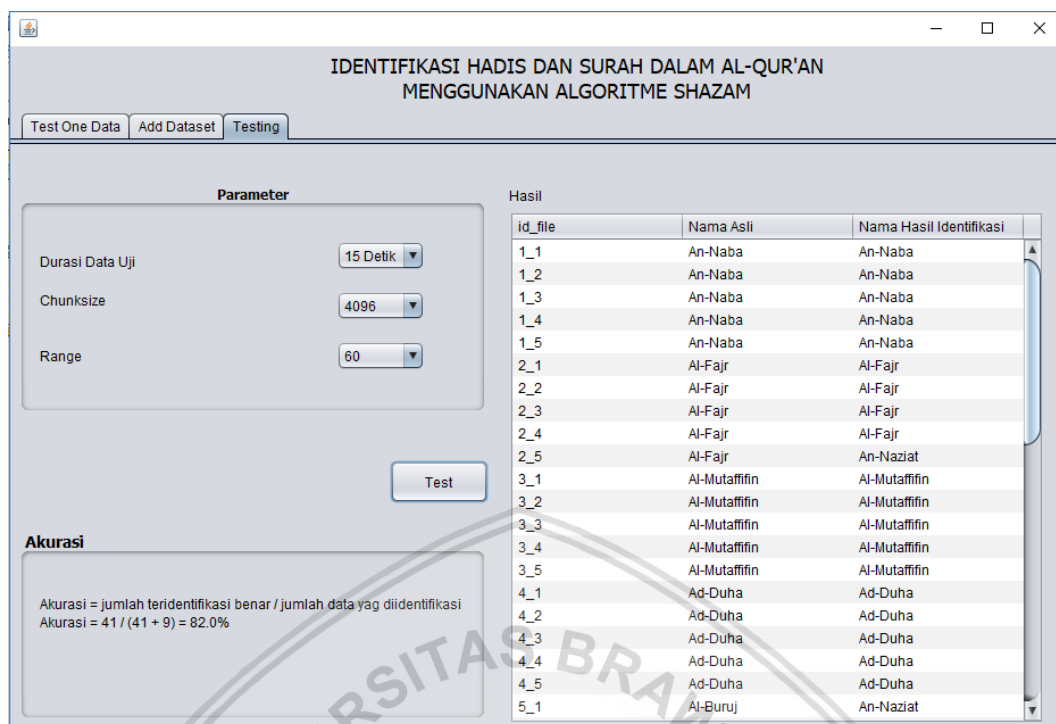 IDENTIFIKASI HADIS DAN SURAH DALAM AL-QUR'AN
MENGGUNAKAN ALGORITME SHAZAM
Test One Data Add Dataset Testing
Parameter
Durasi Data Uji 15 Detik
Chunksize 4096
Range 60
Test
Akurasi
Akurasi = jumlah teridentifikasi benar / jumlah data yag diidentifikasi
Akurasi = 41 / (41 + 9) = 82.0%
Hasil
id_file Nama Asli Nama Hasil Identifikasi
1_1 An-Naba An-Naba
1_2 An-Naba An-Naba
1_3 An-Naba An-Naba
1_4 An-Naba An-Naba
1_5 An-Naba An-Naba
2_1 Al-Fajr Al-Fajr
2_2 Al-Fajr Al-Fajr
2_3 Al-Fajr Al-Fajr
2_4 Al-Fajr Al-Fajr
2_5 Al-Fajr An-Naziat
3_1 Al-Mutaffifin Al-Mutaffifin
3_2 Al-Mutaffifin Al-Mutaffifin
3_3 Al-Mutaffifin Al-Mutaffifin
3_4 Al-Mutaffifin Al-Mutaffifin
3_5 Al-Mutaffifin Al-Mutaffifin
4_1 Ad-Duha Ad-Duha
4_2 Ad-Duha Ad-Duha
4_3 Ad-Duha Ad-Duha
4_4 Ad-Duha Ad-Duha
4_5 Ad-Duha Ad-Duha
5_1 Al-Buruj An-Naziat